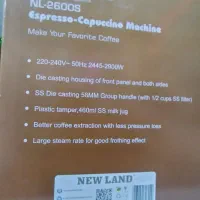 NL-2600S
Espresso-Capuccino Machine
Make Your Favorite Coffee
220-240V~ 50Hz 2445-2909W
Die casting housing of front panel and both sides
SS Die casting 58MM Group handle (with 1/2 cups SS filter)
Plastic tamper,460ml SS milk jug
Better coffee extraction with less pressure loss
Large steam rate for good frothing effect
NEW LAND